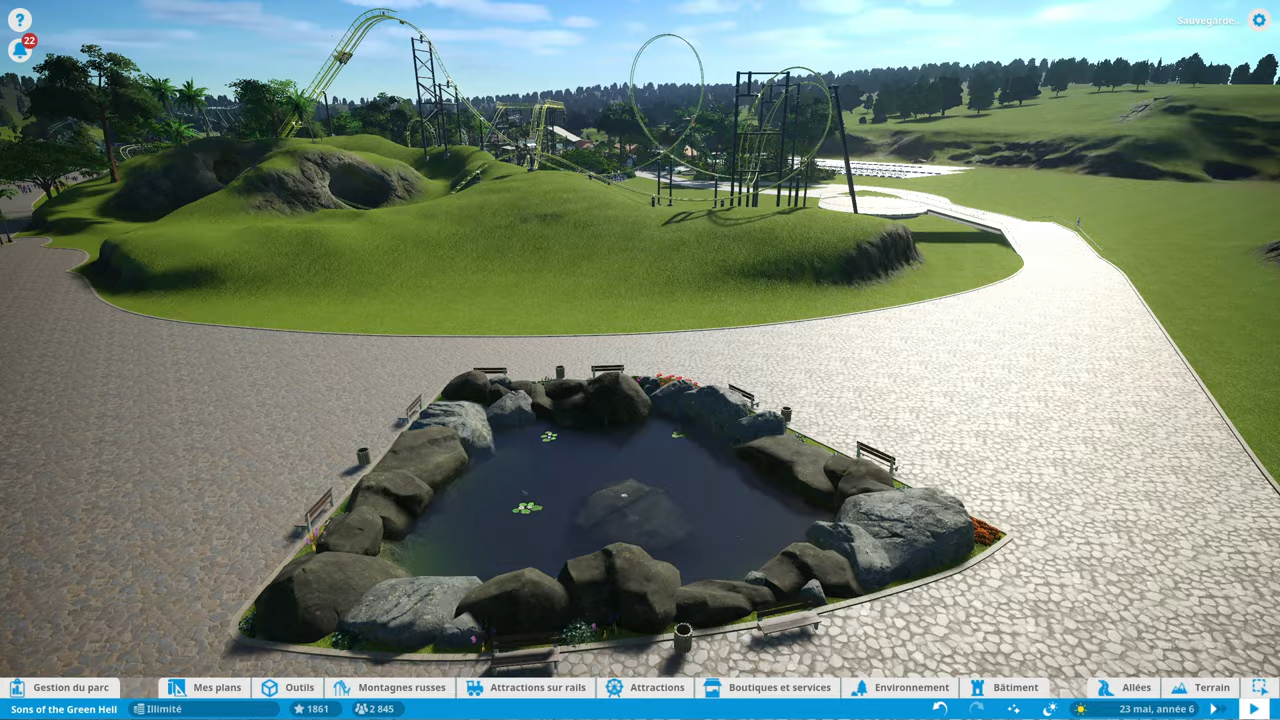 ?
22
Sauvegarde...
Gestion du parc
Mes plans
Outils
Montagnes russes
Attractions sur rails
Attractions
Boutiques et services
Environnement
Bâtiment
Allées
Terrain
Sons of the Green Hell
Illimité
1861
2 845
23 mai, année 6